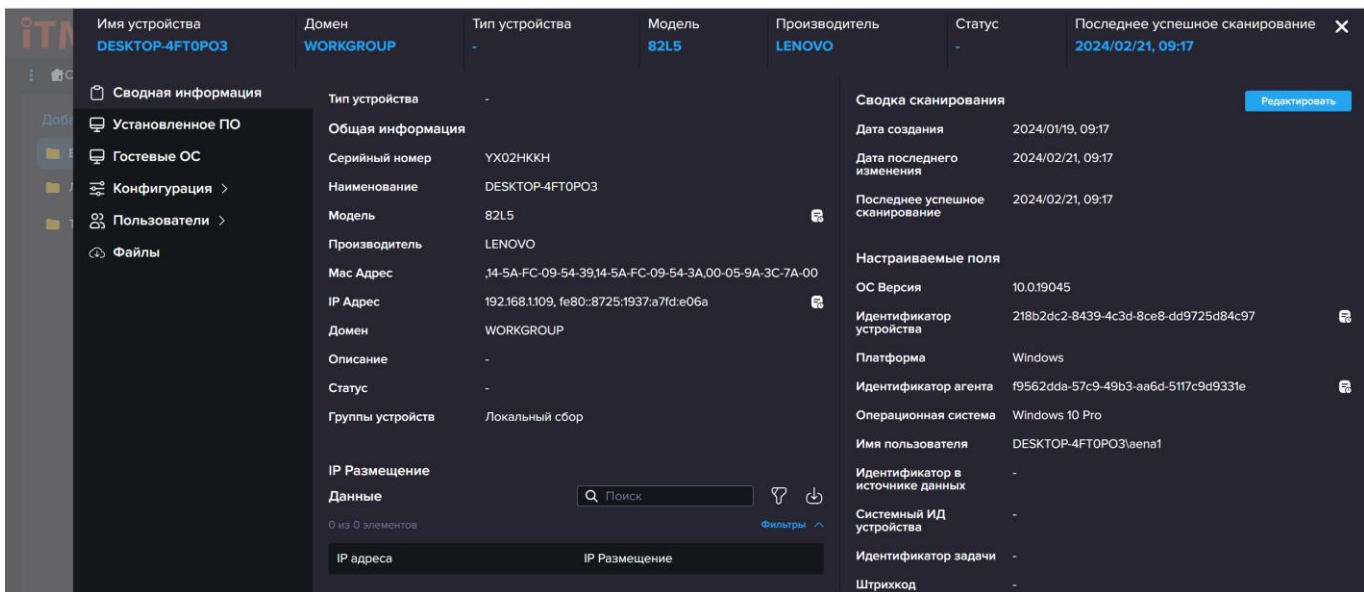 iTM
Имя устройства
DESKTOP-4FT0PO3
Домен
WORKGROUP
Тип устройства
-
Модель
82L5
Производитель
LENOVO
Статус
-
Последнее успешное сканирование
2024/02/21, 09:17
Сводная информация
Установленное ПО
Гостевые ОС
Конфигурация >
Пользователи >
Файлы
Тип устройства -
Общая информация
Серийный номер YX02HKKH
Наименование DESKTOP-4FT0PO3
Модель 82L5
Производитель LENOVO
Mac Адрес ,14-5A-FC-09-54-39,14-5A-FC-09-54-3A,00-05-9A-3C-7A-00
IP Адрес 192.168.1.109, fe80::8725:1937:a7fd:e06a
Домен WORKGROUP
Описание -
Статус -
Группы устройств Локальный сбор
IP Размещение
Данные
Поиск
0 из 0 элементов
Фильтры
IP адреса IP Размещение
Сводка сканирования
Редактировать
Дата создания 2024/01/19, 09:17
Дата последнего 2024/02/21, 09:17
изменения
Последнее успешное 2024/02/21, 09:17
сканирование
Настраиваемые поля
ОС Версия 10.0.19045
Идентификатор 218b2dc2-8439-4c3d-8ce8-dd9725d84c97
устройства
Платформа Windows
Идентификатор агента f9562dda-57c9-49b3-aa6d-5117c9d9331e
Операционная система Windows 10 Pro
Имя пользователя DESKTOP-4FT0PO3\aena1
Идентификатор в -
источнике данных
Системный ИД -
устройства
Идентификатор задачи -
Штрихкод -